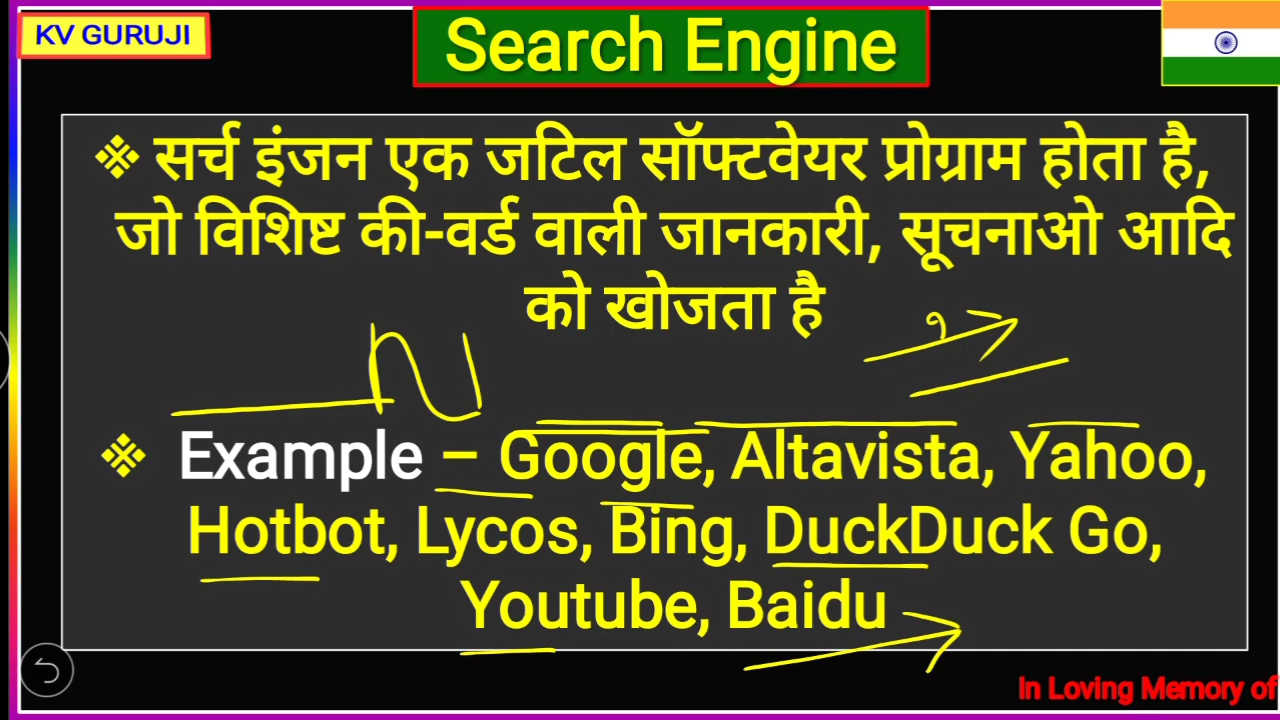 KV GURUJI
Search Engine
❖ सर्च इंजन एक जटिल सॉफ्टवेयर प्रोग्राम होता है,
जो विशिष्ट की-वर्ड वाली जानकारी, सूचनाओ आदि
को खोजता है
❖ Example – Google, Altavista, Yahoo,
Hotbot, Lycos, Bing, DuckDuck Go,
Youtube, Baidu
In Loving Memory of